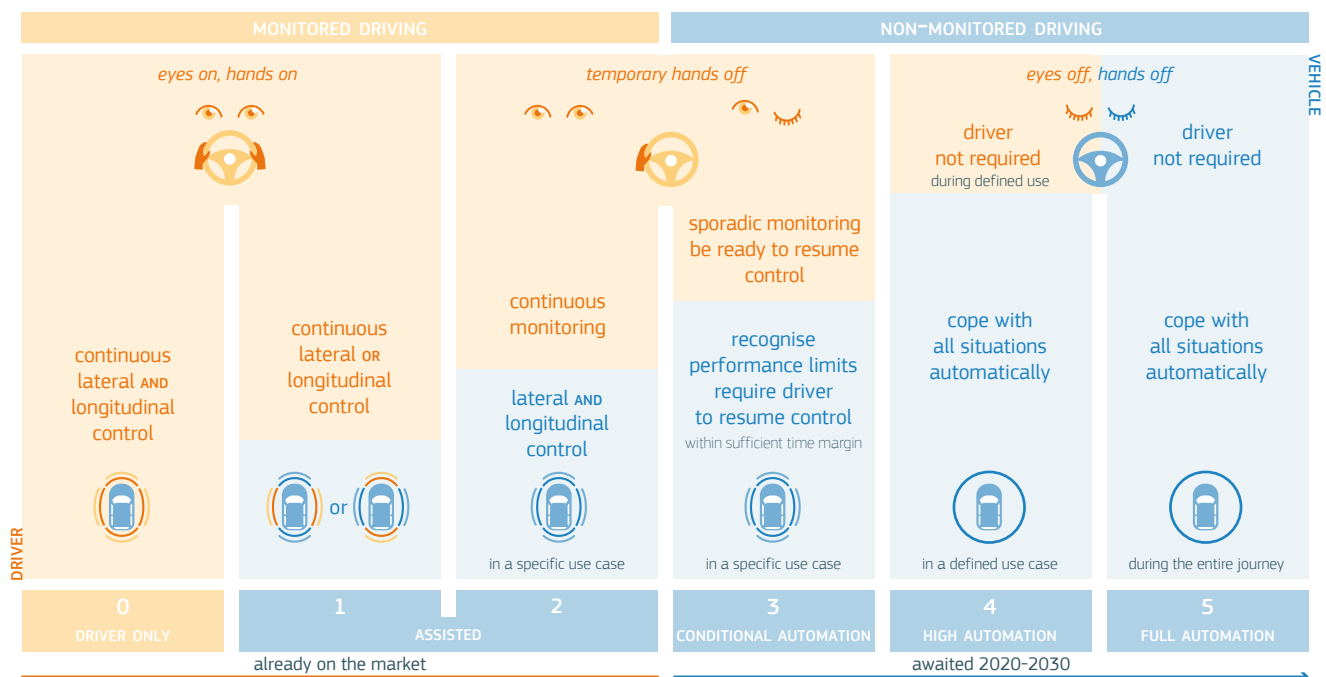 MONITORED DRIVING
NON-MONITORED DRIVING
eyes on, hands on
temporary hands off
eyes off, hands off
VEHICLE
driver
not required
during defined use
driver
not required
continuous
lateral AND
longitudinal
control
continuous
lateral OR
longitudinal
control
or
continuous
monitoring
lateral AND
longitudinal
control
in a specific use case
sporadic monitoring
be ready to resume
control
recognise
performance limits
require driver
to resume control
within sufficient time margin
in a specific use case
cope with
all situations
automatically
in a defined use case
cope with
all situations
automatically
during the entire journey
DRIVER
0
DRIVER ONLY
1
2
ASSISTED
3
CONDITIONAL AUTOMATION
4
HIGH AUTOMATION
5
FULL AUTOMATION
already on the market
awaited 2020-2030